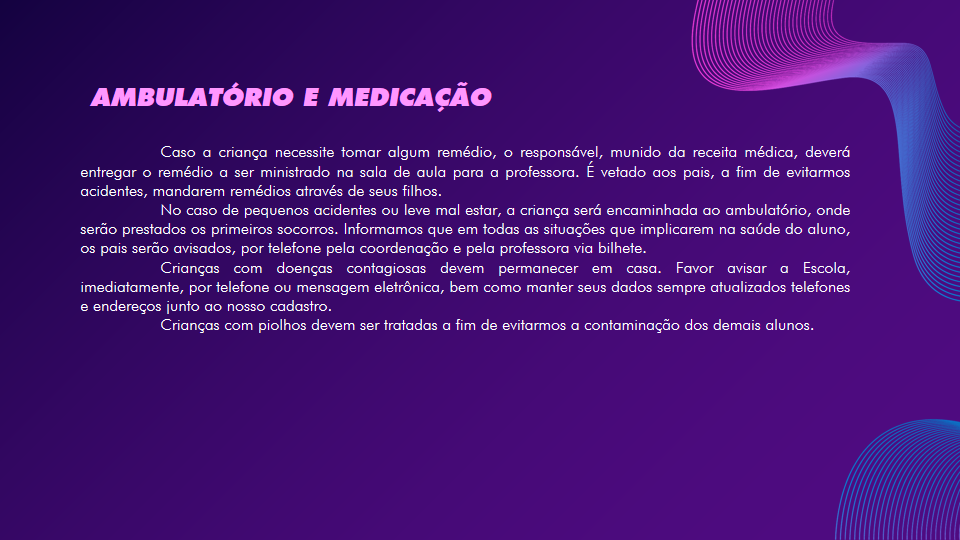 AMBULATÓRIO E MEDICAÇÃO
Caso a criança necessite tomar algum remédio, o responsável, munido da receita médica, deverá
entregar o remédio a ser ministrado na sala de aula para a professora. É vetado aos pais, a fim de evitarmos
acidentes, mandarem remédios através de seus filhos.
No caso de pequenos acidentes ou leve mal estar, a criança será encaminhada ao ambulatório, onde
serão prestados os primeiros socorros. Informamos que em todas as situações que implicarem na saúde do aluno,
os pais serão avisados, por telefone pela coordenação e pela professora via bilhete.
Crianças com doenças contagiosas devem permanecer em casa. Favor avisar a Escola,
imediatamente, por telefone ou mensagem eletrônica, bem como manter seus dados sempre atualizados telefones
e endereços junto ao nosso cadastro.
Crianças com piolhos devem ser tratadas a fim de evitarmos a contaminação dos demais alunos.